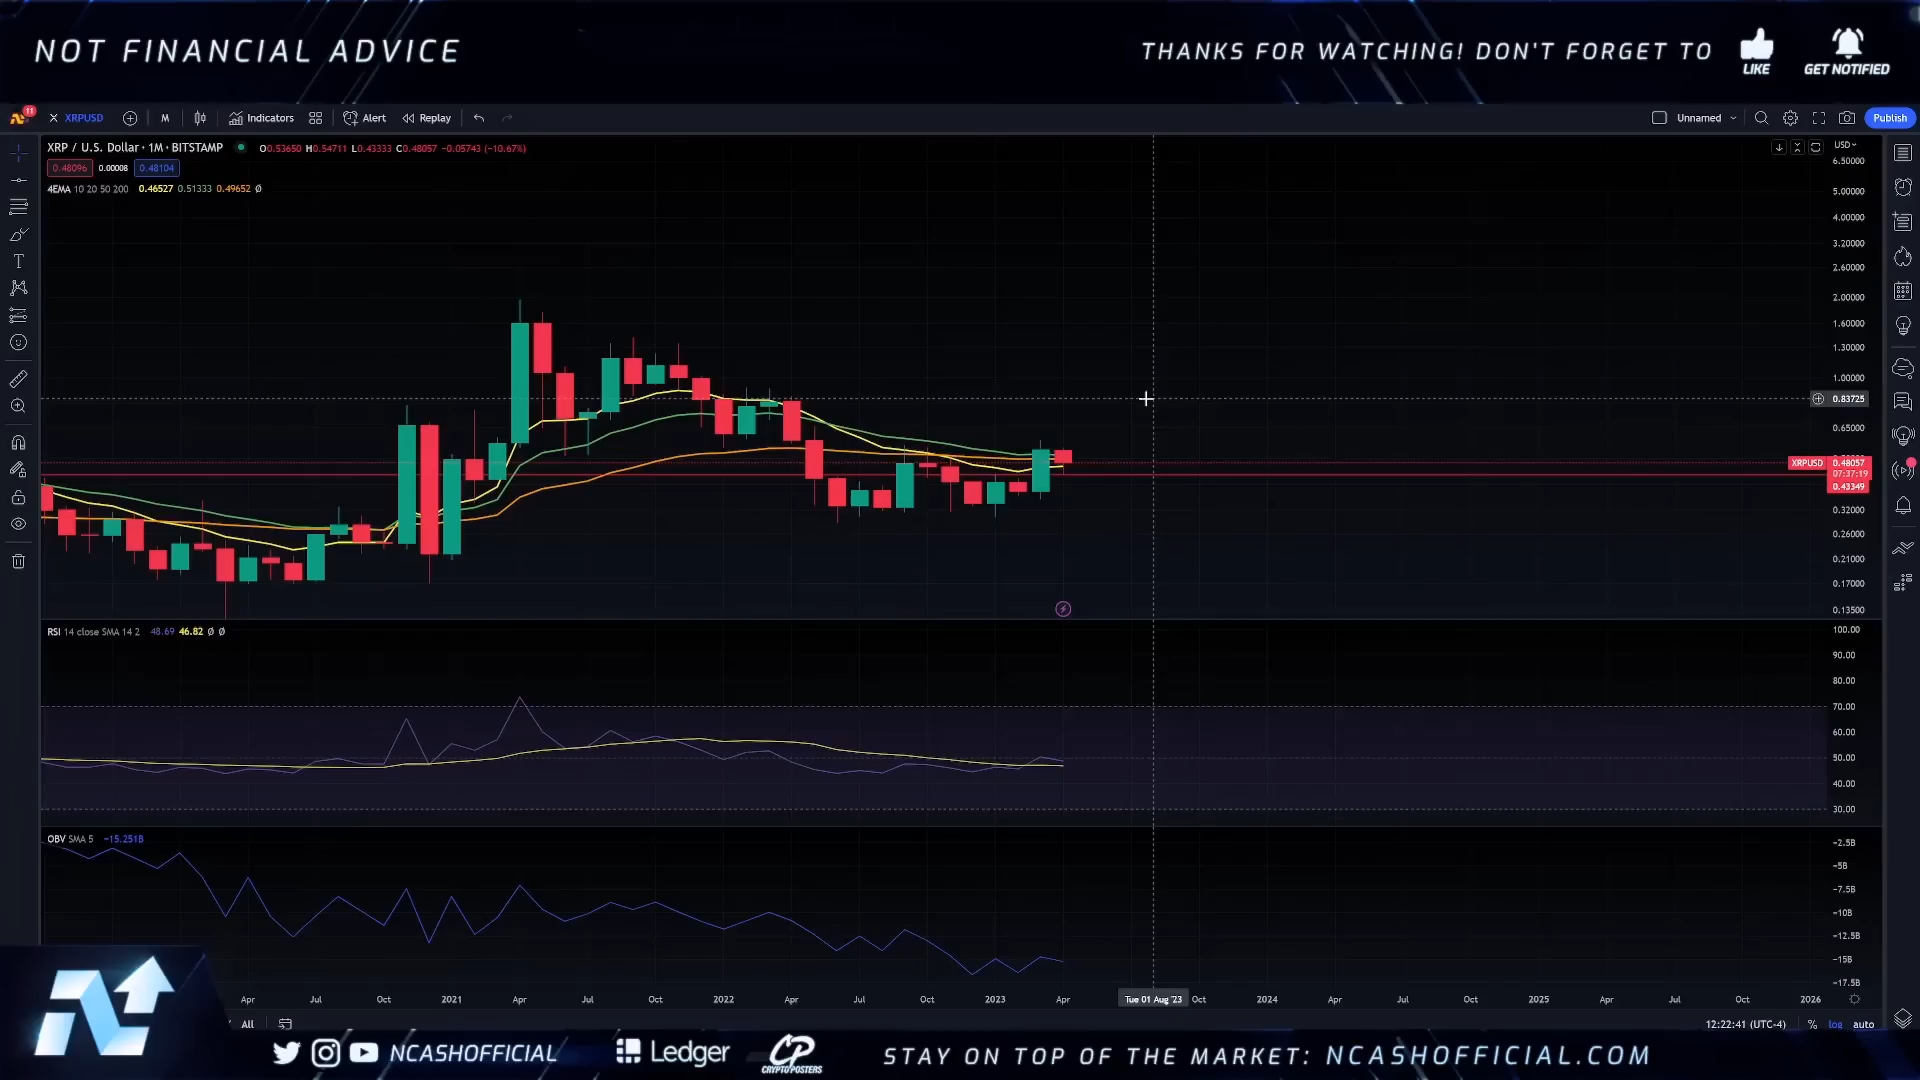 NOT FINANCIAL ADVICE
THANKS FOR WATCHING! DON'T FORGET TO
LIKE
GET NOTIFIED
11
XRPUSD
M
Indicators
Alert
Replay
Unnamed
Publish
XRP / U.S. Dollar · 1M · BITSTAMP
O0.53650 H0.54711 L0.43333 C0.48057 −0.05743 (−10.67%)
0.48096 0.00008 0.48104
4EMA 10 20 50 200 0.46527 0.51333 0.49652 Ø
USD
6.50000
5.00000
4.00000
3.20000
2.60000
2.00000
1.60000
1.30000
1.00000
0.83725
0.65000
XRPUSD 0.48057
07:37:19
0.43349
0.32000
0.26000
0.21000
0.17000
0.13500
RSI 14 close SMA 14 2 48.69 46.82 Ø Ø
100.00
90.00
80.00
70.00
60.00
50.00
40.00
30.00
OBV SMA 5 −15.251B
−2.5B
−5B
−7.5B
−10B
−12.5B
−15B
−17.5B
Apr Jul Oct 2021 Apr Jul Oct 2022 Apr Jul Oct 2023 Apr Tue 01 Aug '23 Oct 2024 Apr Jul Oct 2025 Apr Jul Oct 2026
All
12:22:41 (UTC-4) % log auto
NCASHOFFICIAL
Ledger
CP
CRYPTOPOSTERS
STAY ON TOP OF THE MARKET: NCASHOFFICIAL.COM